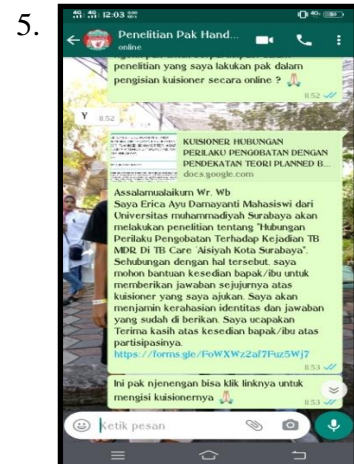 5.
12:03
Penelitian Pak Hand...
online
penelitian yang saya lakukan pak dalam
pengisian kuisioner secara online ? 🙏
11.52
Y 11.52
KUISIONER HUBUNGAN
PERILAKU PENGOBATAN DENGAN
PENDEKATAN TEORI PLANNED B...
docs.google.com
Assalamualaikum Wr. Wb
Saya Erica Ayu Damayanti Mahasiswi dari
Universitas muhammadiyah Surabaya akan
melakukan penelitian tentang "Hubungan
Perilaku Pengobatan Terhadap Kejadian TB
MDR Di TB Care 'Aisiyah Kota Surabaya".
Sehubungan dengan hal tersebut, saya
mohon bantuan kesedian bapak/ibu untuk
memberikan jawaban sejujurnya atas
kuisioner yang saya ajukan. Saya akan
menjamin kerahasian identitas dan jawaban
yang sudah di berikan. Saya ucapakan
Terima kasih atas kesedian bapak/ibu atas
partisipasinya.
https://forms.gle/FoWXWz2af7Fuz5Wj7
11.53
Ini pak njenengan bisa klik linknya untuk
mengisi kuisionernya 🙏
11.53
Ketik pesan